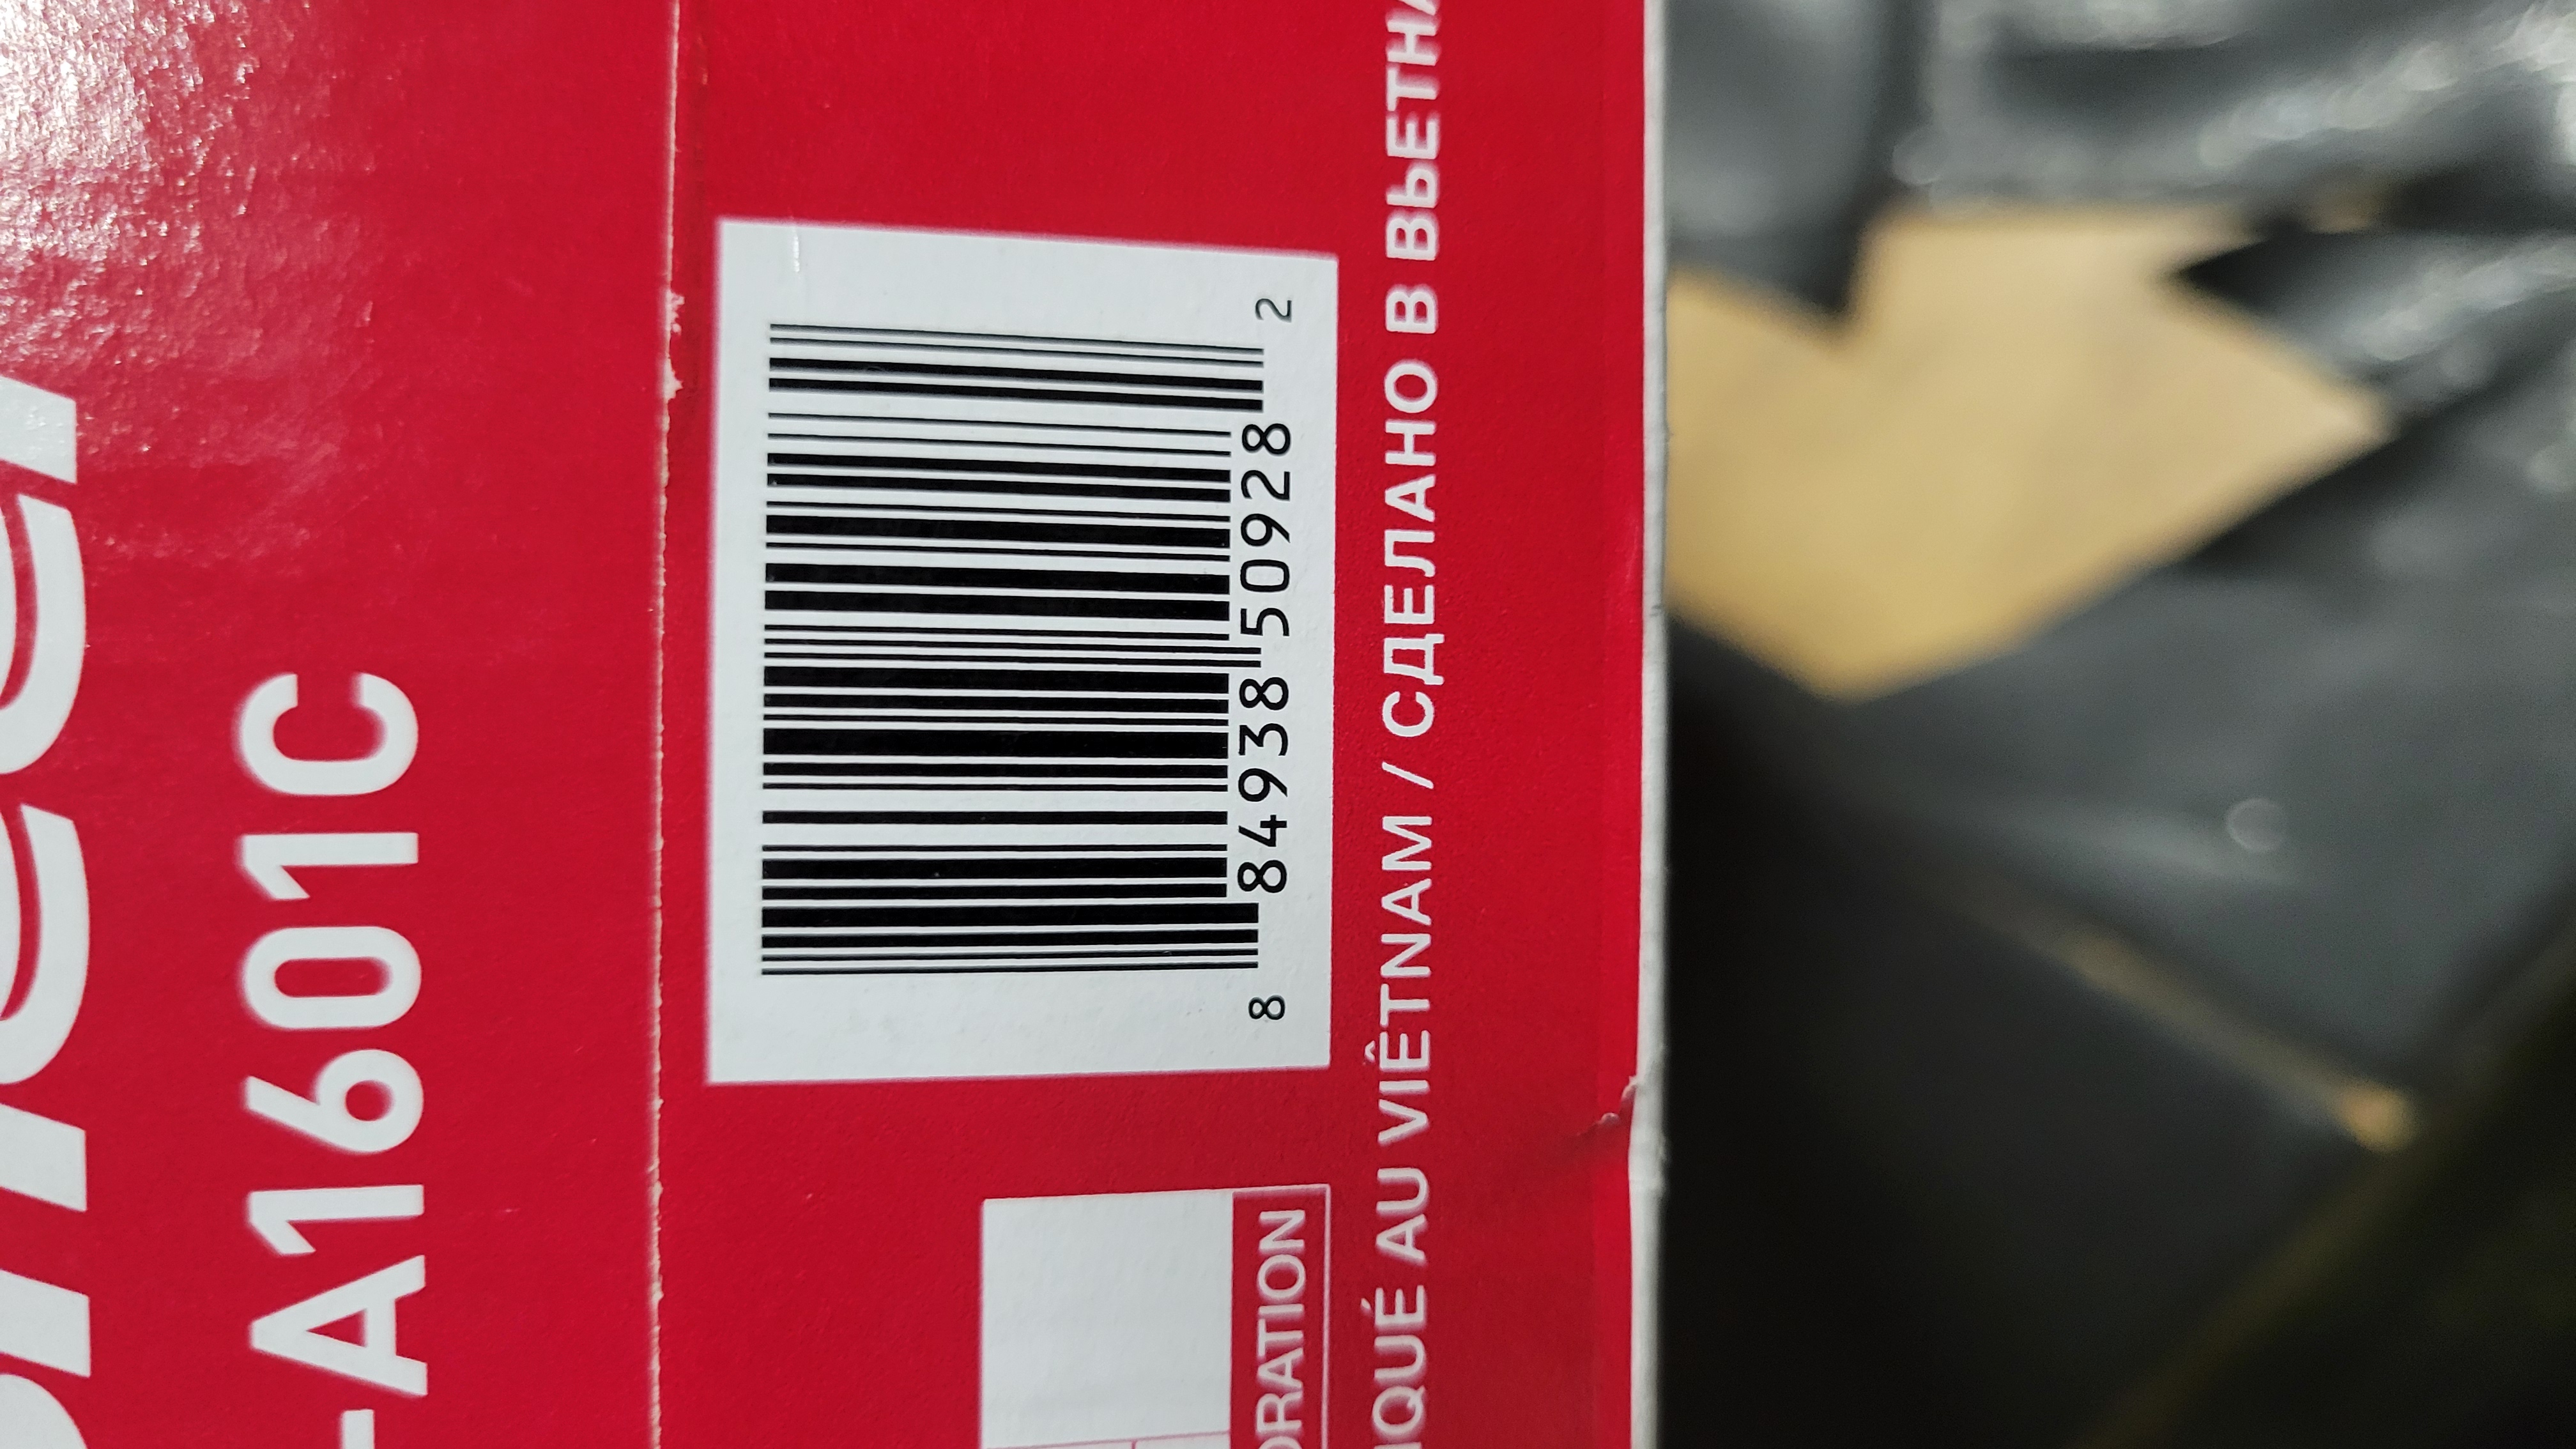 -A1601C
8 84938 50928 2
ORATION
IQUÉ AU VIÊTNAM / СДЕЛАНО В ВЬЕТНА